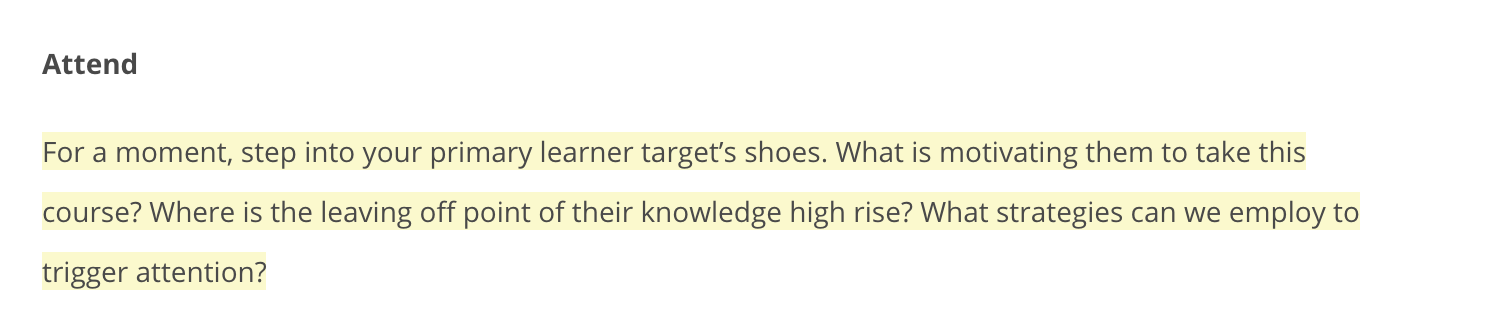 Attend
For a moment, step into your primary learner target’s shoes. What is motivating them to take this
course? Where is the leaving off point of their knowledge high rise? What strategies can we employ to
trigger attention?